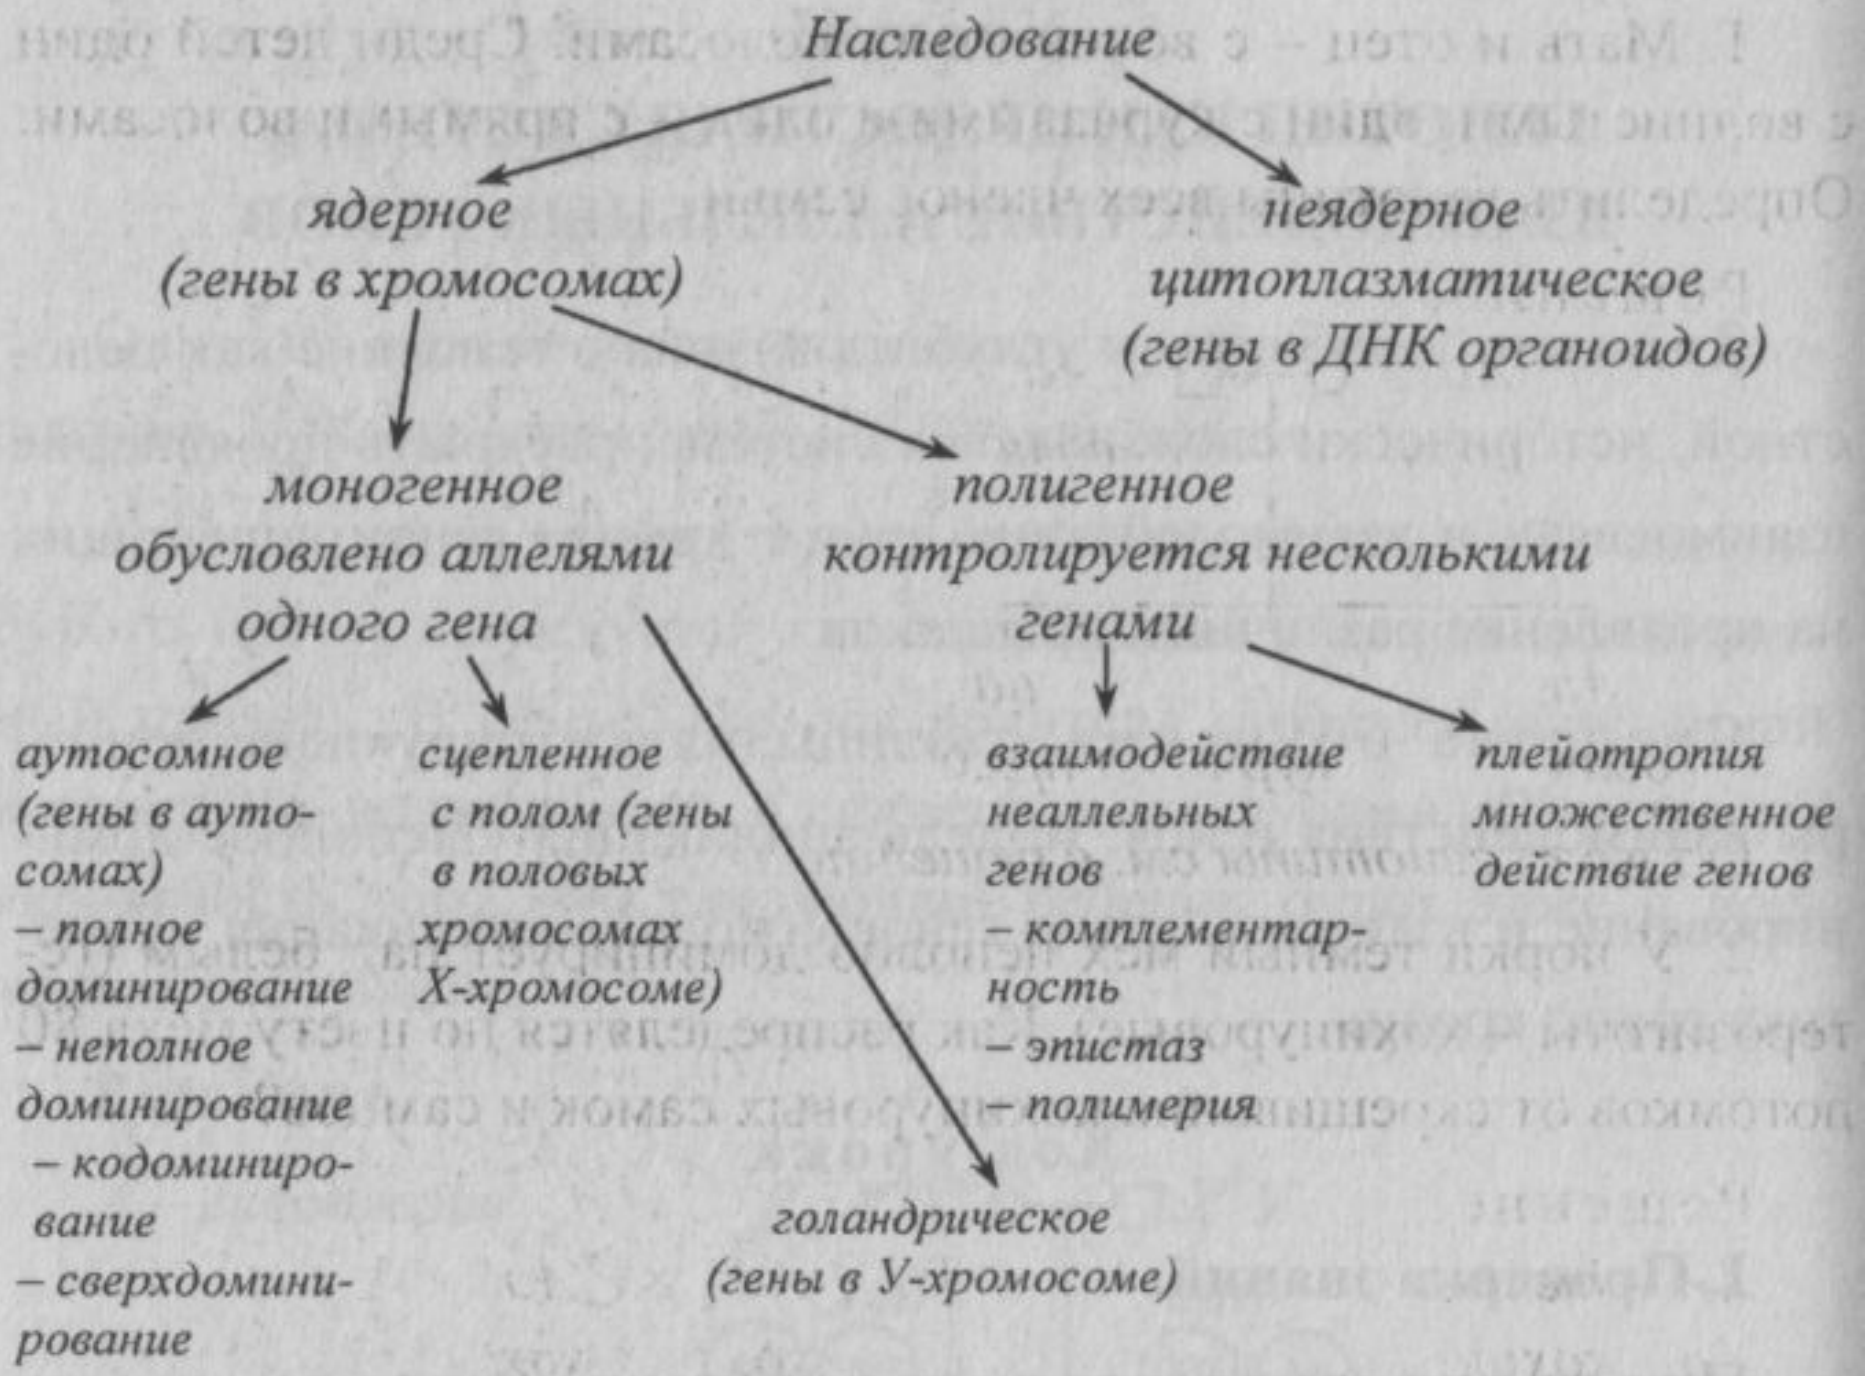 Наследование
ядерное
(гены в хромосомах)
неядерное
цитоплазматическое
(гены в ДНК органоидов)
моногенное
обусловлено аллелями
одного гена
полигенное
контролируется несколькими
генами
аутосомное
(гены в ауто-
сомах)
– полное
доминирование
– неполное
доминирование
– кодоминиро-
вание
– сверхдомини-
рование
сцепленное
с полом (гены
в половых
хромосомах
X-хромосоме)
голандрическое
(гены в У-хромосоме)
взаимодействие
неаллельных
генов
– комплементар-
ность
– эпистаз
– полимерия
плейотропия
множественное
действие генов